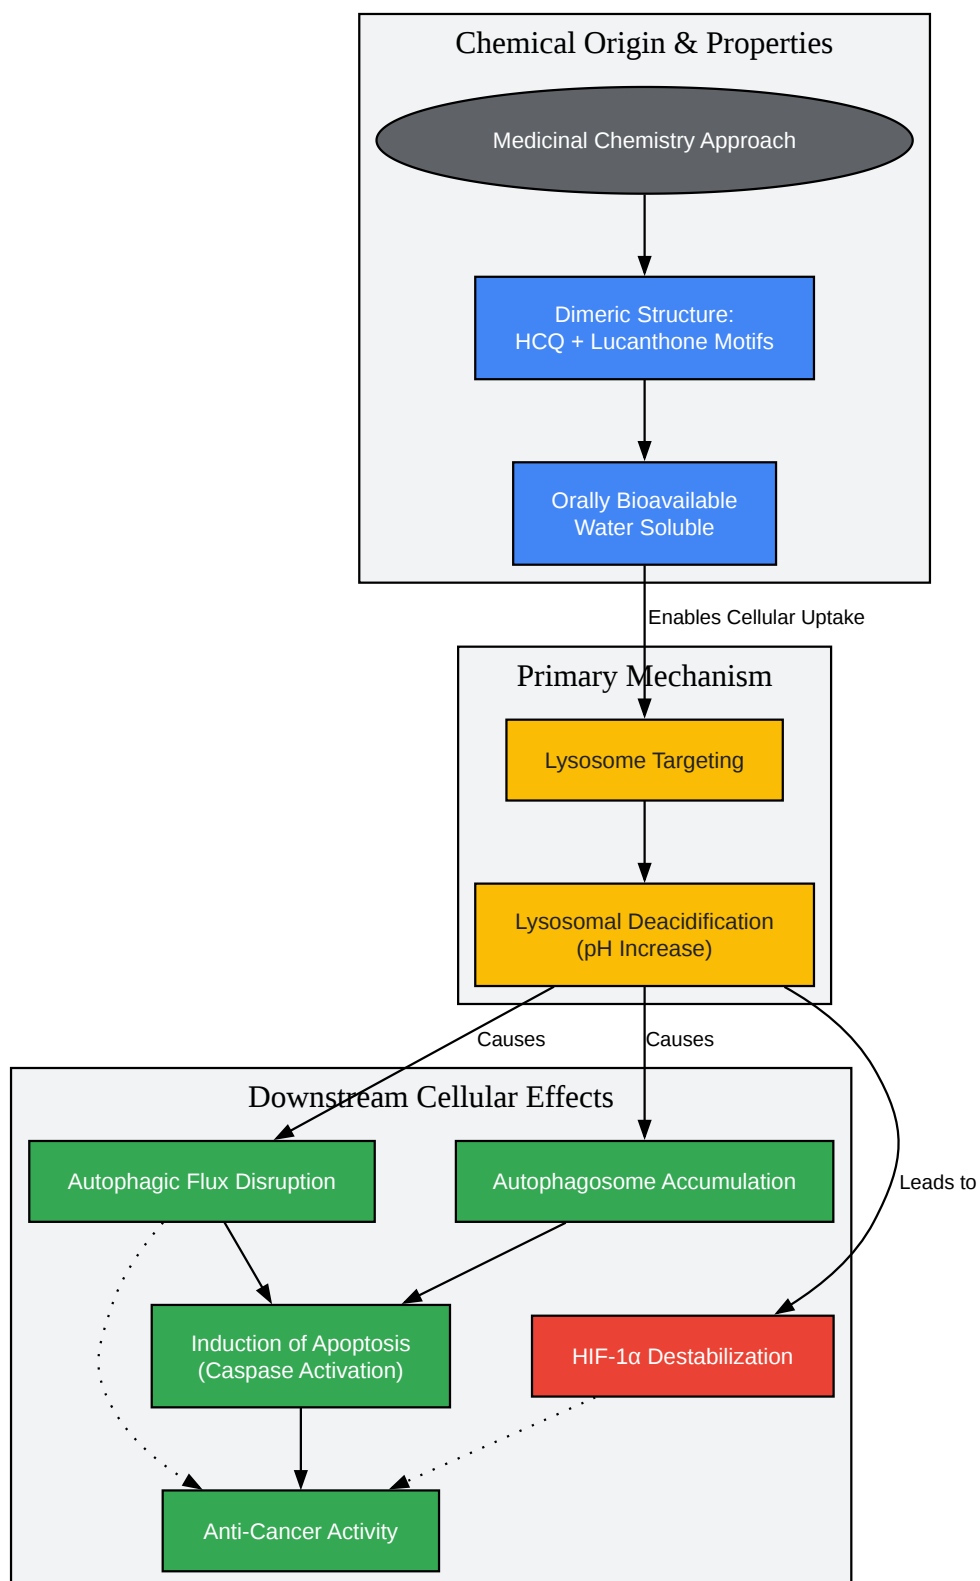 Chemical Origin & Properties
Medicinal Chemistry Approach
Dimeric Structure:
HCQ + Lucanthone Motifs
Orally Bioavailable
Water Soluble
Enables Cellular Uptake
Primary Mechanism
Lysosome Targeting
Lysosomal Deacidification
(pH Increase)
Causes
Causes
Downstream Cellular Effects
Autophagic Flux Disruption
Autophagosome Accumulation
Leads to
Induction of Apoptosis
(Caspase Activation)
HIF-1α Destabilization
Anti-Cancer Activity